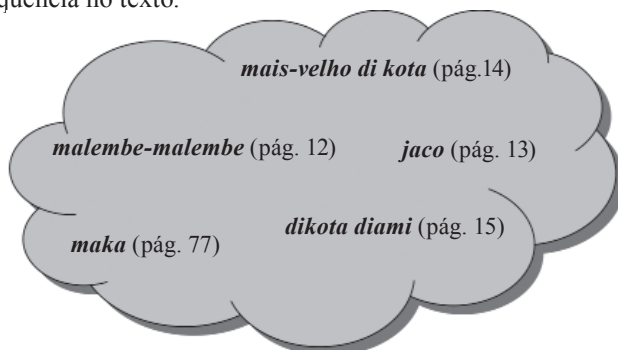 quência no texto.
mais-velho di kota (pág.14)
malembe-malembe (pág. 12)
jaco (pág. 13)
dikota diami (pág. 15)
maka (pág. 77)